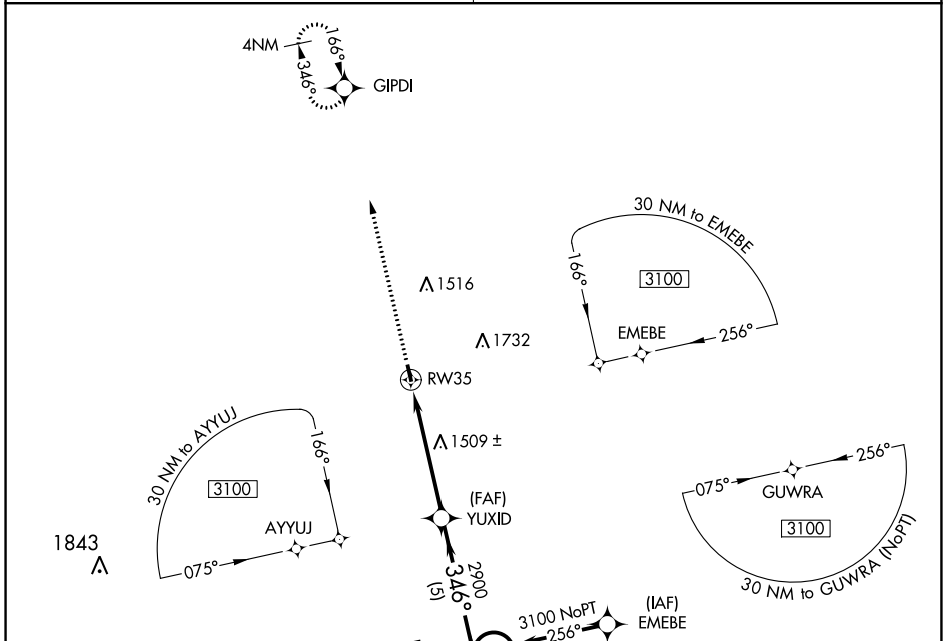 4NM
166°
346°
GIPDI
30 NM to EMEBE
166°
3100
EMEBE
256°
1516
1732
RW35
30 NM to AYYUJ
166°
3100
AYYUJ
075°
1509 ±
(FAF)
YUXID
256°
075°
GUWRA
3100
30 NM to GUWRA (NoPT)
1843
2900
346°
(5)
3100 NoPT
256°
(IAF)
EMEBE